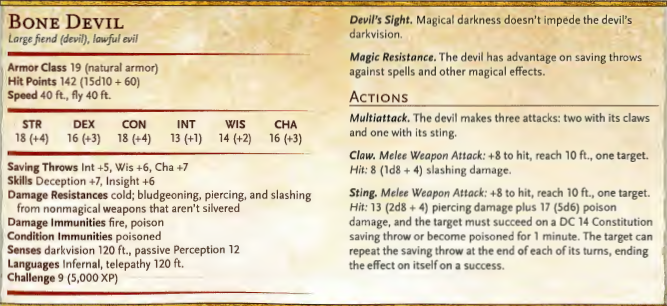 BONE DEVIL
Large fiend (devil), lawful evil
Armor Class 19 (natural armor)
Hit Points 142 (15d10 + 60)
Speed 40 ft., fly 40 ft.
STR DEX CON INT WIS CHA
18 (+4) 16 (+3) 18 (+4) 13 (+1) 14 (+2) 16 (+3)
Saving Throws Int +5, Wis +6, Cha +7
Skills Deception +7, Insight +6
Damage Resistances cold; bludgeoning, piercing, and slashing
from nonmagical weapons that aren't silvered
Damage Immunities fire, poison
Condition Immunities poisoned
Senses darkvision 120 ft., passive Perception 12
Languages Infernal, telepathy 120 ft.
Challenge 9 (5,000 XP)
Devil's Sight. Magical darkness doesn't impede the devil's
darkvision.
Magic Resistance. The devil has advantage on saving throws
against spells and other magical effects.
ACTIONS
Multiattack. The devil makes three attacks: two with its claws
and one with its sting.
Claw. Melee Weapon Attack: +8 to hit, reach 10 ft., one target.
Hit: 8 (1d8 + 4) slashing damage.
Sting. Melee Weapon Attack: +8 to hit, reach 10 ft., one target.
Hit: 13 (2d8 + 4) piercing damage plus 17 (5d6) poison
damage, and the target must succeed on a DC 14 Constitution
saving throw or become poisoned for 1 minute. The target can
repeat the saving throw at the end of each of its turns, ending
the effect on itself on a success.